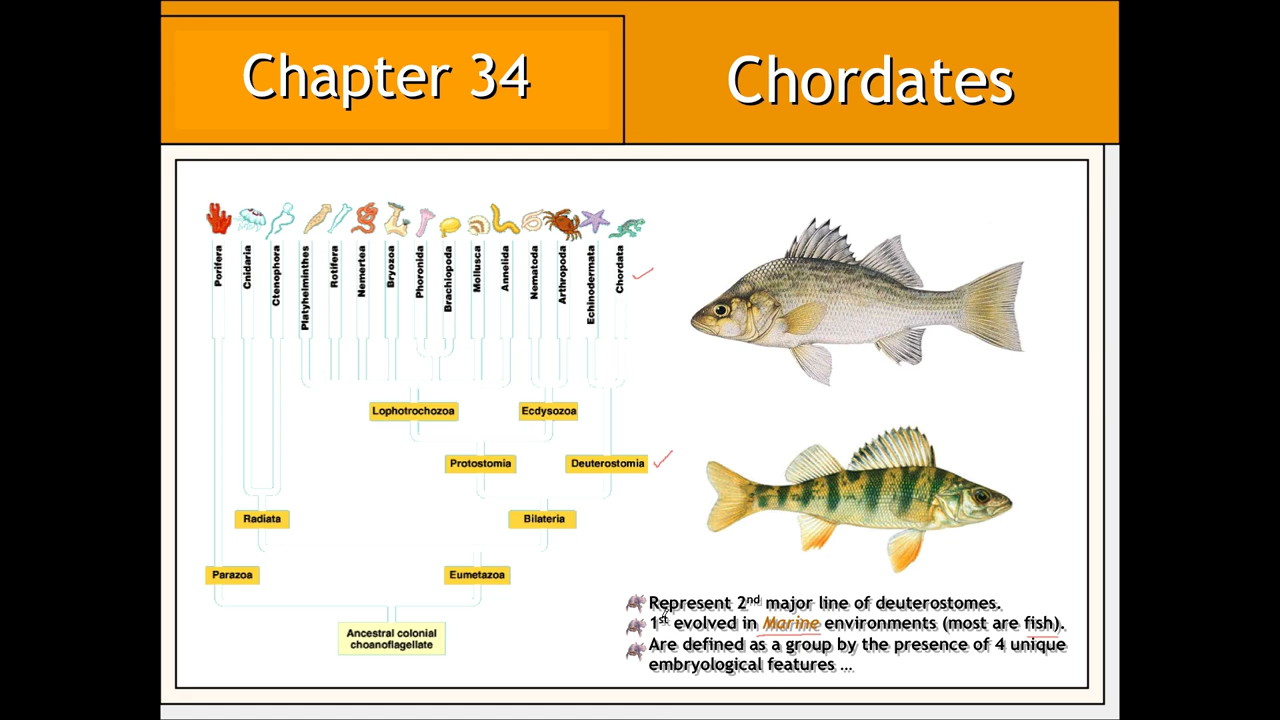 Chapter 34
Chordates
Porifera
Cnidaria
Ctenophora
Platyhelminthes
Rotifera
Nemertea
Bryozoa
Phoronida
Brachiopoda
Mollusca
Annelida
Nematoda
Arthropoda
Echinodermata
Chordata
Lophotrochozoa
Ecdysozoa
Protostomia
Deuterostomia
Radiata
Bilateria
Parazoa
Eumetazoa
Ancestral colonial
choanoflagellate
Represent 2nd major line of deuterostomes.
1st evolved in Marine environments (most are fish).
Are defined as a group by the presence of 4 unique
embryological features ...